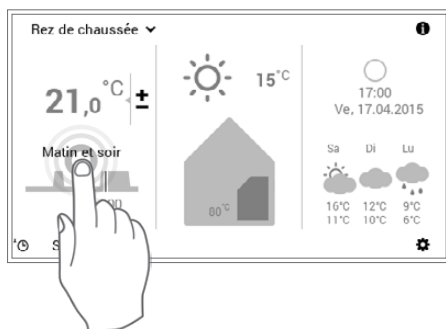 Rez de chaussée
21,0 °C
±
Matin et soir
15°C
80°C
17:00
Ve, 17.04.2015
Sa Di Lu
16°C 12°C 9°C
11°C 10°C 6°C